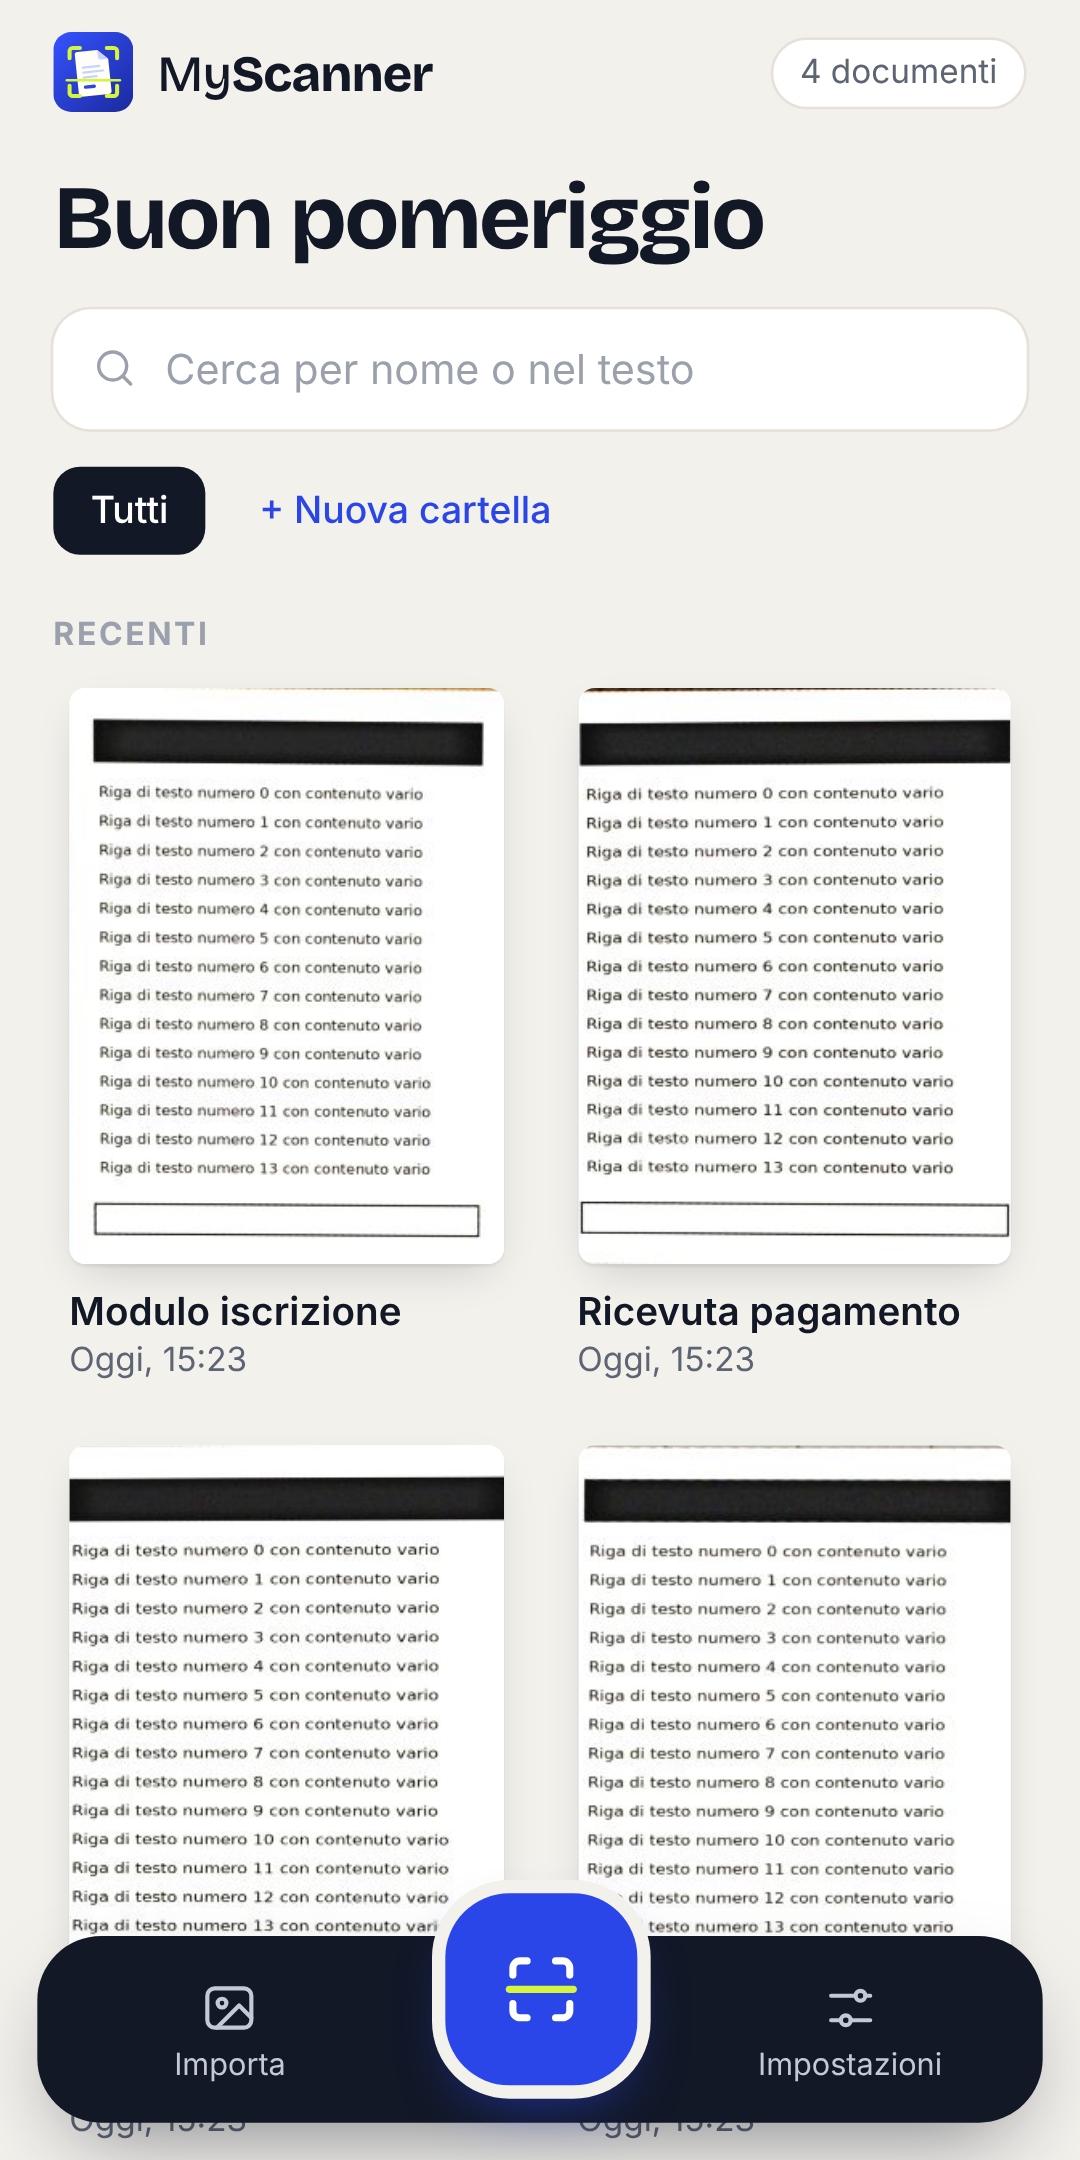 MyScanner
4 documenti
Buon pomeriggio
Cerca per nome o nel testo
Tutti
+ Nuova cartella
RECENTI
Riga di testo numero 0 con contenuto vario
Riga di testo numero 1 con contenuto vario
Riga di testo numero 2 con contenuto vario
Riga di testo numero 3 con contenuto vario
Riga di testo numero 4 con contenuto vario
Riga di testo numero 5 con contenuto vario
Riga di testo numero 6 con contenuto vario
Riga di testo numero 7 con contenuto vario
Riga di testo numero 8 con contenuto vario
Riga di testo numero 9 con contenuto vario
Riga di testo numero 10 con contenuto vario
Riga di testo numero 11 con contenuto vario
Riga di testo numero 12 con contenuto vario
Riga di testo numero 13 con contenuto vario
Modulo iscrizione
Oggi, 15:23
Riga di testo numero 0 con contenuto vario
Riga di testo numero 1 con contenuto vario
Riga di testo numero 2 con contenuto vario
Riga di testo numero 3 con contenuto vario
Riga di testo numero 4 con contenuto vario
Riga di testo numero 5 con contenuto vario
Riga di testo numero 6 con contenuto vario
Riga di testo numero 7 con contenuto vario
Riga di testo numero 8 con contenuto vario
Riga di testo numero 9 con contenuto vario
Riga di testo numero 10 con contenuto vario
Riga di testo numero 11 con contenuto vario
Riga di testo numero 12 con contenuto vario
Riga di testo numero 13 con contenuto vario
Ricevuta pagamento
Oggi, 15:23
Riga di testo numero 0 con contenuto vario
Riga di testo numero 1 con contenuto vario
Riga di testo numero 2 con contenuto vario
Riga di testo numero 3 con contenuto vario
Riga di testo numero 4 con contenuto vario
Riga di testo numero 5 con contenuto vario
Riga di testo numero 6 con contenuto vario
Riga di testo numero 7 con contenuto vario
Riga di testo numero 8 con contenuto vario
Riga di testo numero 9 con contenuto vario
Riga di testo numero 10 con contenuto vario
Riga di testo numero 11 con contenuto vario
Riga di testo numero 12 con contenuto vario
Riga di testo numero 13 con contenuto vari
Oggi, 15:23
Riga di testo numero 0 con contenuto vario
Riga di testo numero 1 con contenuto vario
Riga di testo numero 2 con contenuto vario
Riga di testo numero 3 con contenuto vario
Riga di testo numero 4 con contenuto vario
Riga di testo numero 5 con contenuto vario
Riga di testo numero 6 con contenuto vario
Riga di testo numero 7 con contenuto vario
Riga di testo numero 8 con contenuto vario
Riga di testo numero 9 con contenuto vario
Riga di testo numero 10 con contenuto vario
Riga di testo numero 11 con contenuto vario
di testo numero 12 con contenuto vario
testo numero 13 con contenuto vario
Oggi, 15:23
Importa
Impostazioni